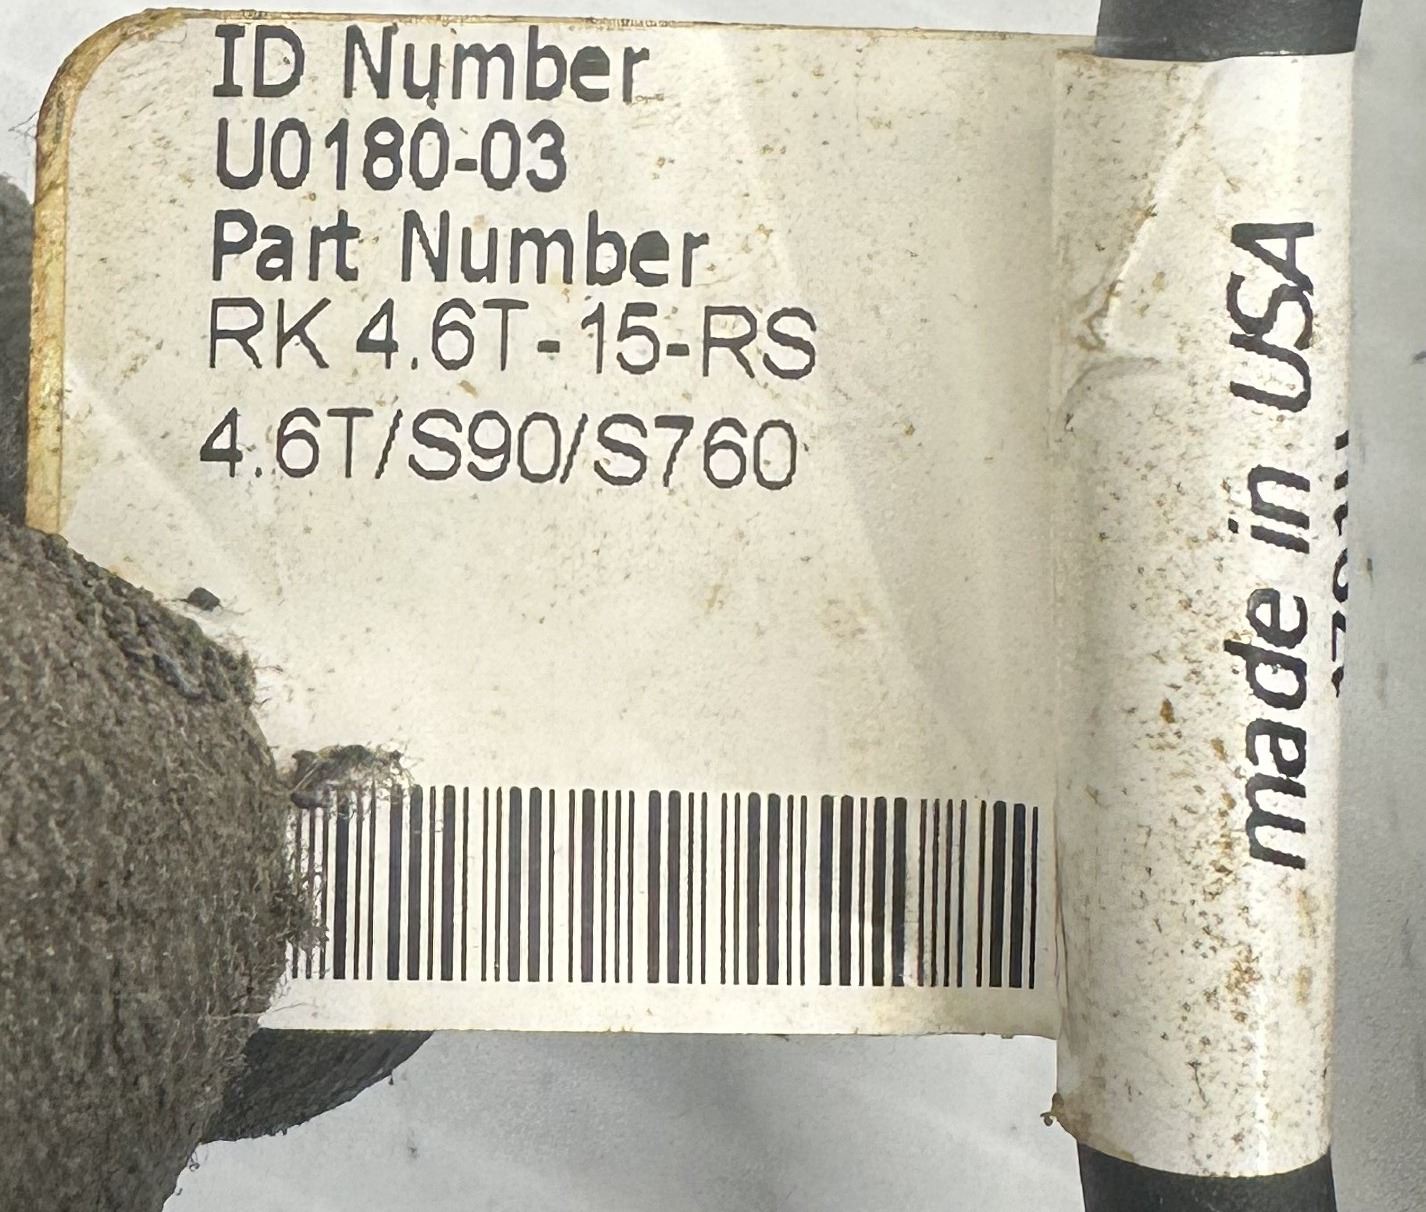 ID Number
U0180-03
Part Number
RK 4.6T-15-RS
4.6T/S90/S760
made in USA